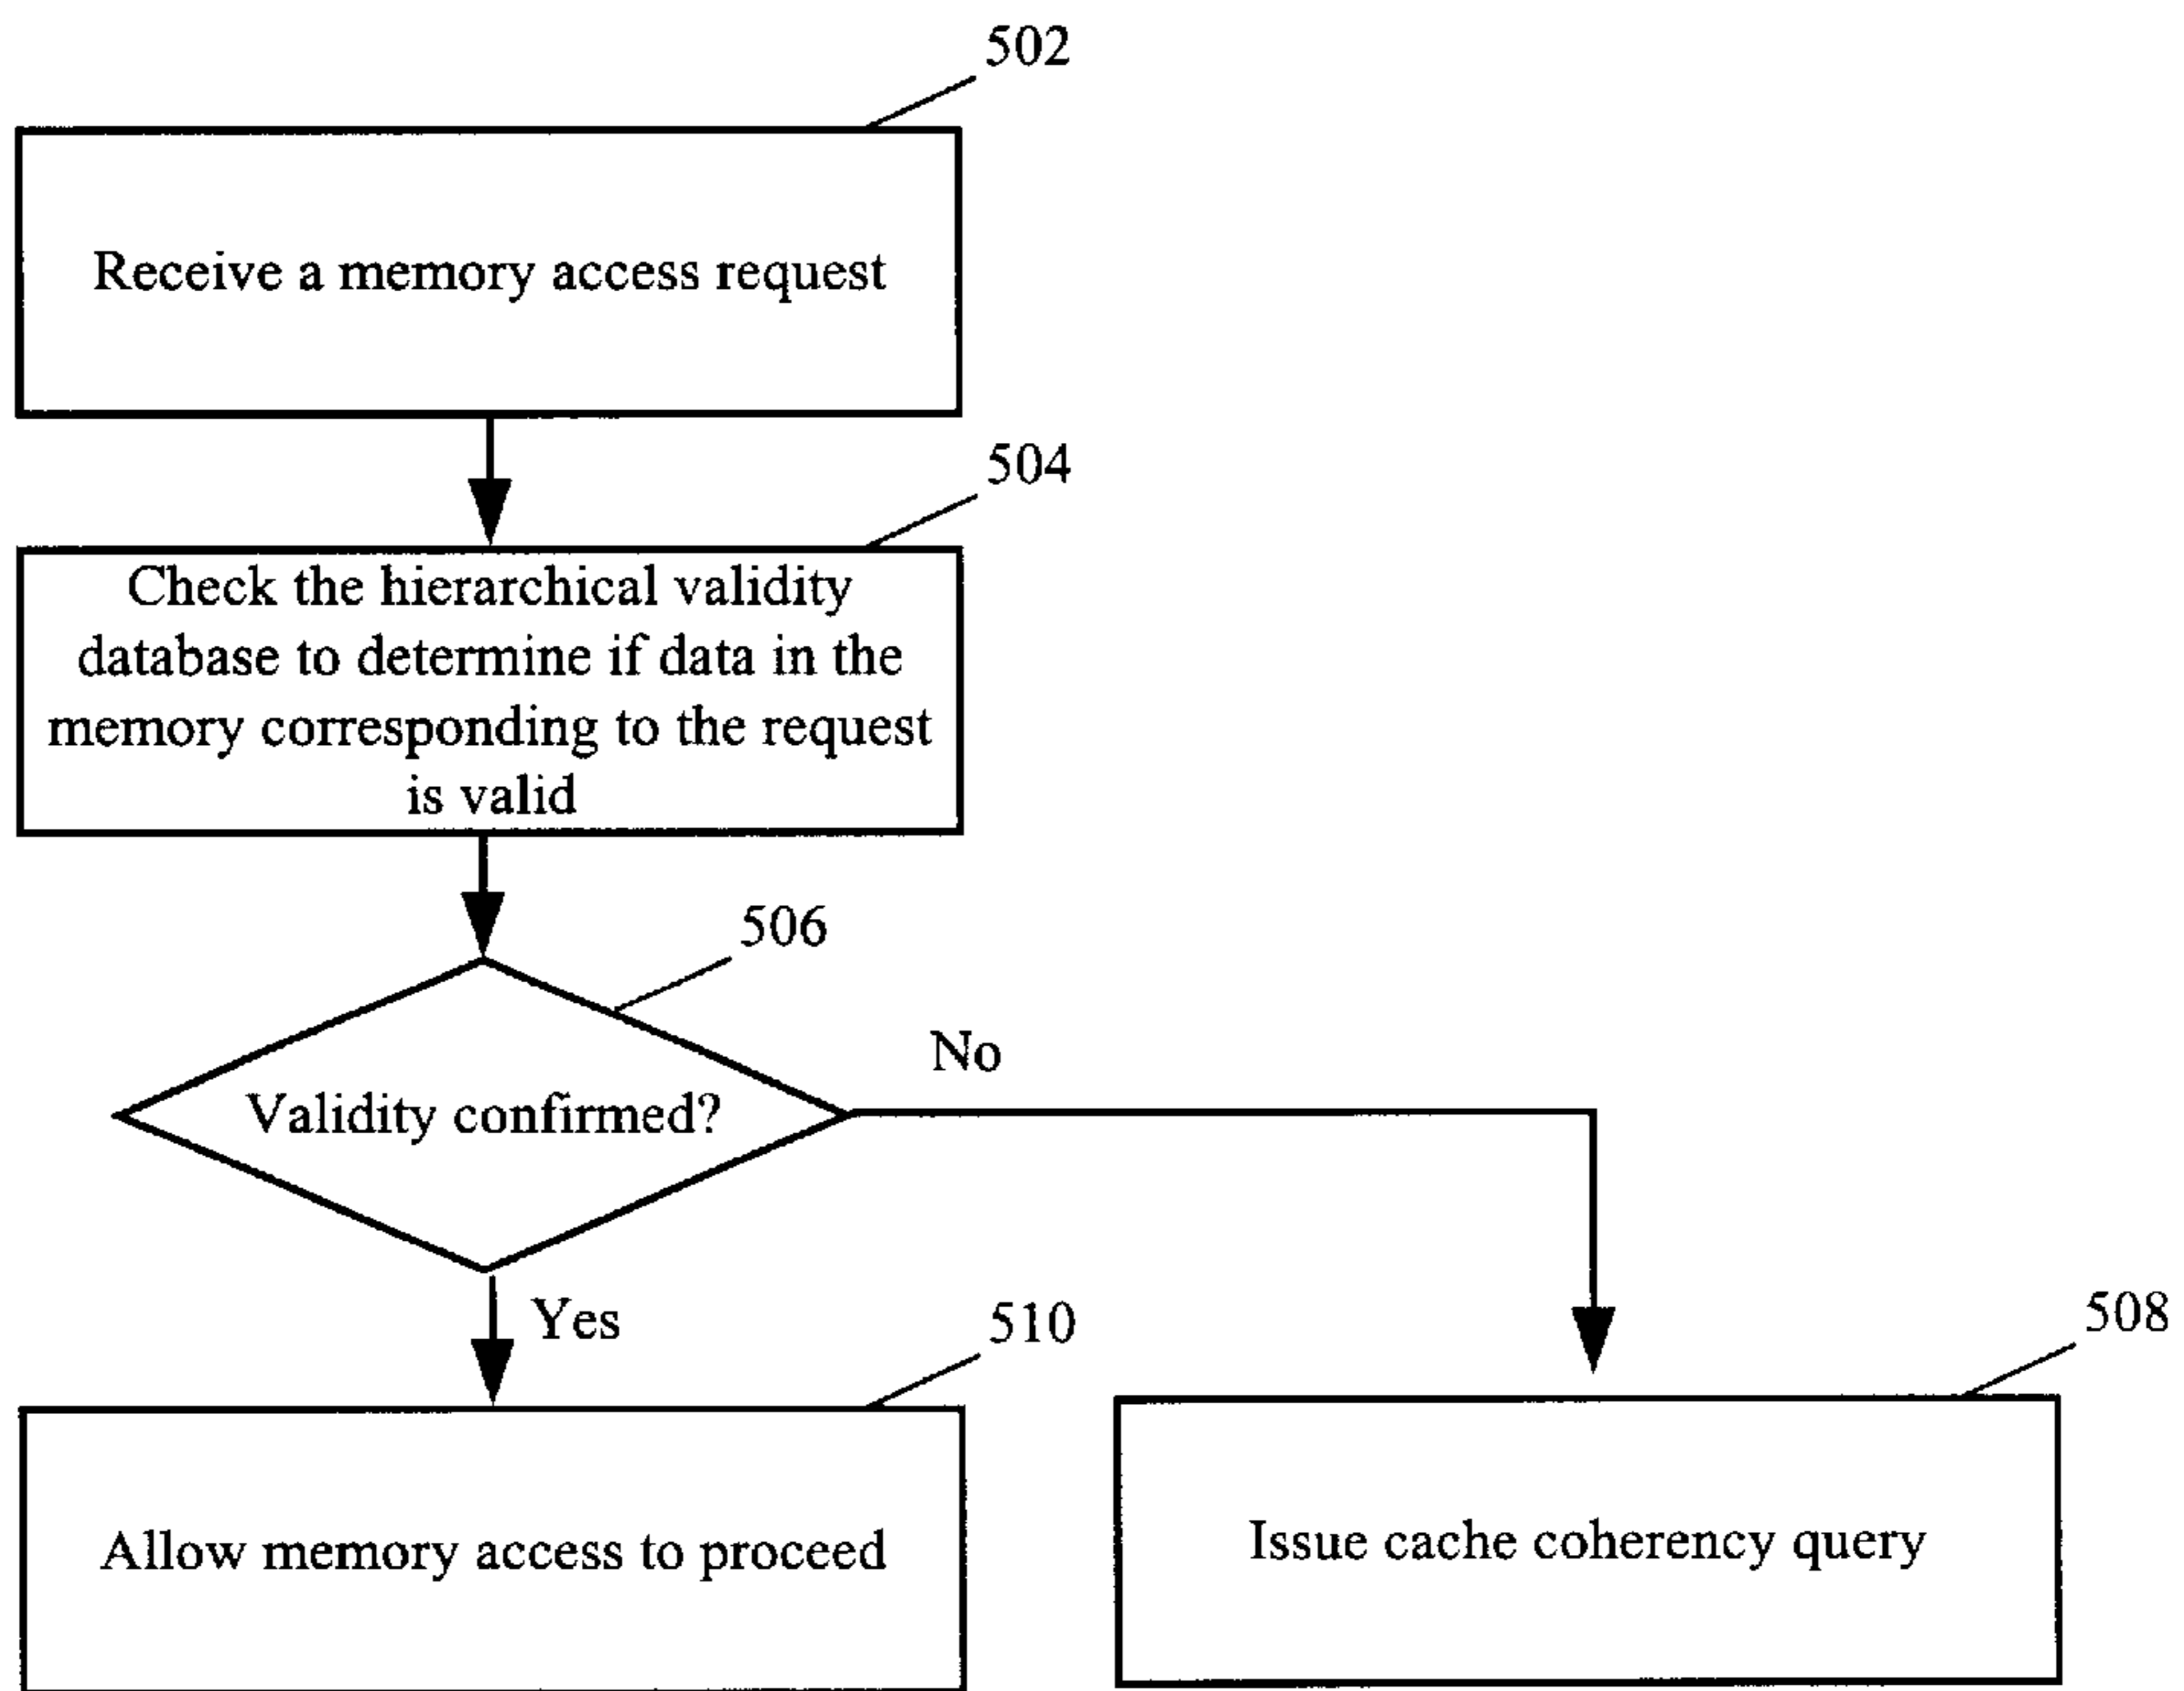 502
Receive a memory access request
504
Check the hierarchical validity
database to determine if data in the
memory corresponding to the request
is valid
506
No
Validity confirmed?
Yes
510
508
Allow memory access to proceed
Issue cache coherency query